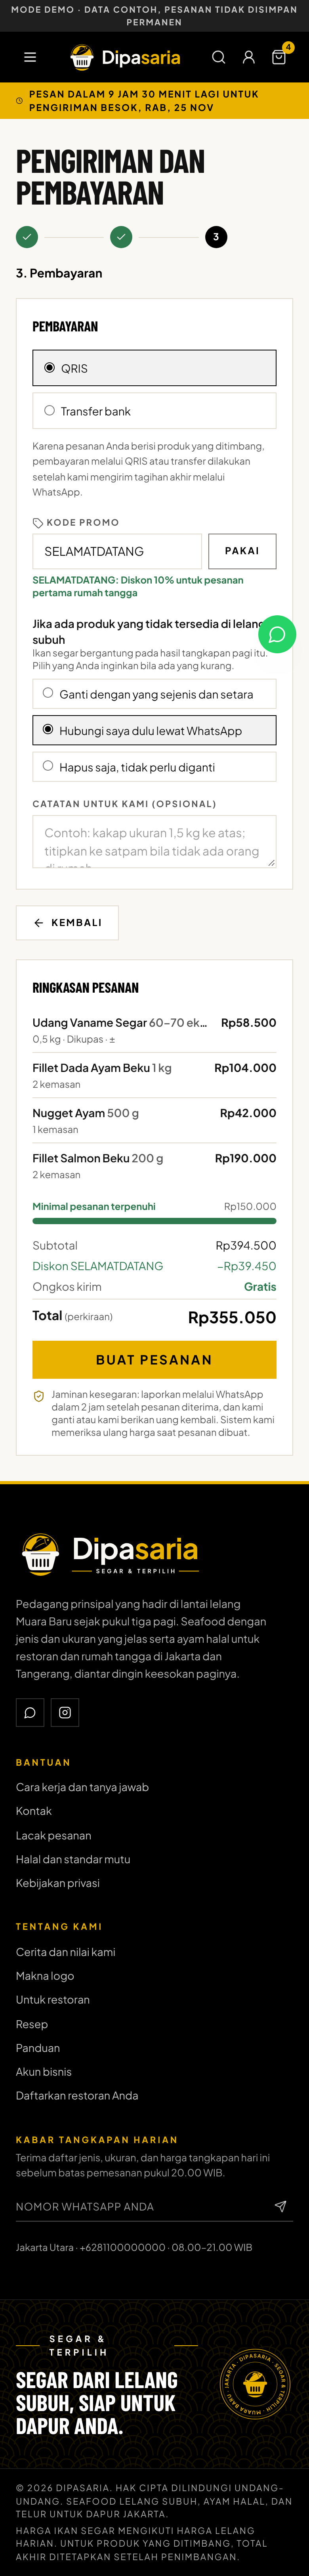 MODE DEMO · DATA CONTOH, PESANAN TIDAK DISIMPAN
PERMANEN
Dipasaria
4
PESAN DALAM 9 JAM 30 MENIT LAGI UNTUK
PENGIRIMAN BESOK, RAB, 25 NOV
PENGIRIMAN DAN
PEMBAYARAN
3
3. Pembayaran
PEMBAYARAN
QRIS
Transfer bank
Karena pesanan Anda berisi produk yang ditimbang,
pembayaran melalui QRIS atau transfer dilakukan
setelah kami mengirim tagihan akhir melalui
WhatsApp.
KODE PROMO
SELAMATDATANG
PAKAI
SELAMATDATANG: Diskon 10% untuk pesanan
pertama rumah tangga
Jika ada produk yang tidak tersedia di lelang
subuh
Ikan segar bergantung pada hasil tangkapan pagi itu.
Pilih yang Anda inginkan bila ada yang kurang.
Ganti dengan yang sejenis dan setara
Hubungi saya dulu lewat WhatsApp
Hapus saja, tidak perlu diganti
CATATAN UNTUK KAMI (OPSIONAL)
Contoh: kakap ukuran 1,5 kg ke atas;
titipkan ke satpam bila tidak ada orang
di rumah
KEMBALI
RINGKASAN PESANAN
Udang Vaname Segar 60–70 ek… Rp58.500
0,5 kg · Dikupas · ±
Fillet Dada Ayam Beku 1 kg Rp104.000
2 kemasan
Nugget Ayam 500 g Rp42.000
1 kemasan
Fillet Salmon Beku 200 g Rp190.000
2 kemasan
Minimal pesanan terpenuhi Rp150.000
Subtotal Rp394.500
Diskon SELAMATDATANG −Rp39.450
Ongkos kirim Gratis
Total (perkiraan) Rp355.050
BUAT PESANAN
Jaminan kesegaran: laporkan melalui WhatsApp
dalam 2 jam setelah pesanan diterima, dan kami
ganti atau kami berikan uang kembali. Sistem kami
memeriksa ulang harga saat pesanan dibuat.
Dipasaria
SEGAR & TERPILIH
Pedagang prinsipal yang hadir di lantai lelang
Muara Baru sejak pukul tiga pagi. Seafood dengan
jenis dan ukuran yang jelas serta ayam halal untuk
restoran dan rumah tangga di Jakarta dan
Tangerang, diantar dingin keesokan paginya.
BANTUAN
Cara kerja dan tanya jawab
Kontak
Lacak pesanan
Halal dan standar mutu
Kebijakan privasi
TENTANG KAMI
Cerita dan nilai kami
Makna logo
Untuk restoran
Resep
Panduan
Akun bisnis
Daftarkan restoran Anda
KABAR TANGKAPAN HARIAN
Terima daftar jenis, ukuran, dan harga tangkapan hari ini
sebelum batas pemesanan pukul 20.00 WIB.
NOMOR WHATSAPP ANDA
Jakarta Utara · +6281100000000 · 08.00–21.00 WIB
SEGAR &
TERPILIH
SEGAR DARI LELANG
SUBUH, SIAP UNTUK
DAPUR ANDA.
© 2026 DIPASARIA. HAK CIPTA DILINDUNGI UNDANG-
UNDANG. SEAFOOD LELANG SUBUH, AYAM HALAL, DAN
TELUR UNTUK DAPUR JAKARTA.
HARGA IKAN SEGAR MENGIKUTI HARGA LELANG
HARIAN. UNTUK PRODUK YANG DITIMBANG, TOTAL
AKHIR DITETAPKAN SETELAH PENIMBANGAN.